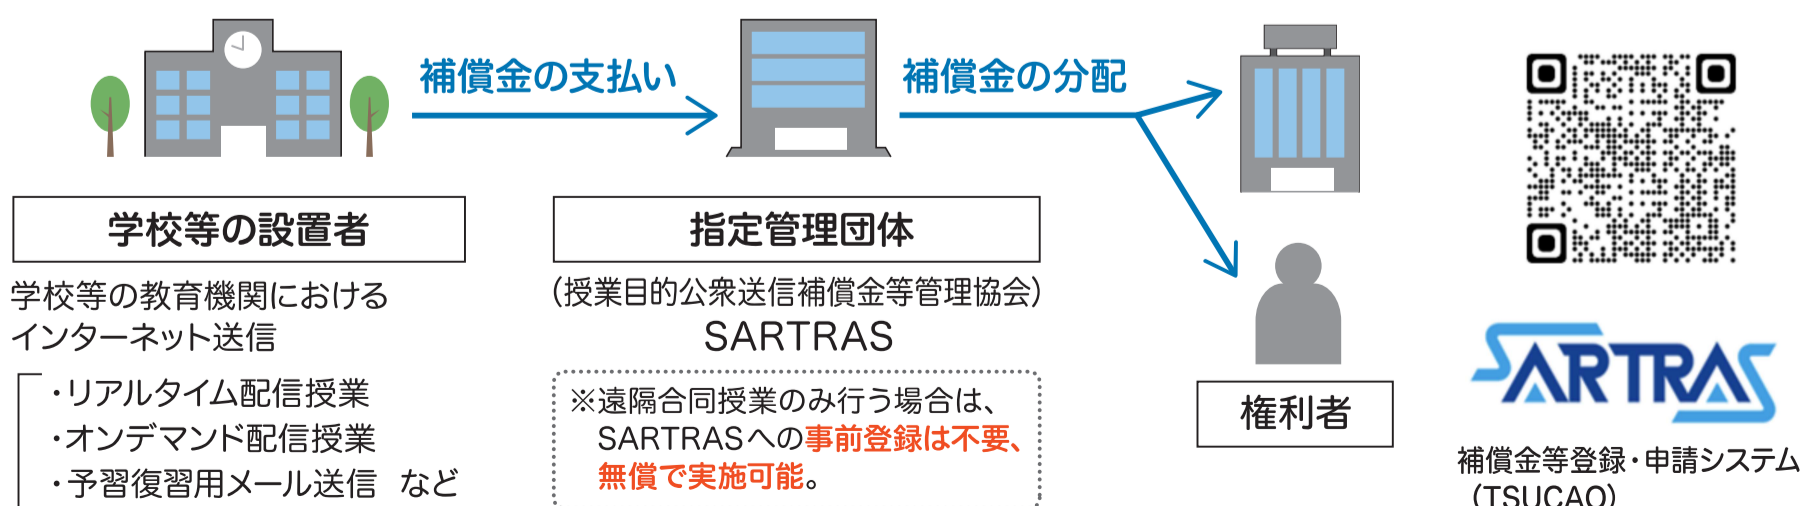 補償金の支払い
補償金の分配
学校等の設置者
学校等の教育機関における
インターネット送信
・リアルタイム配信授業
・オンデマンド配信授業
・予習復習用メール送信 など
指定管理団体
（授業目的公衆送信補償金等管理協会）
SARTRAS
※遠隔合同授業のみ行う場合は、
SARTRASへの事前登録は不要、
無償で実施可能。
権利者
SARTRAS
補償金等登録・申請システム
（TSUCAO）